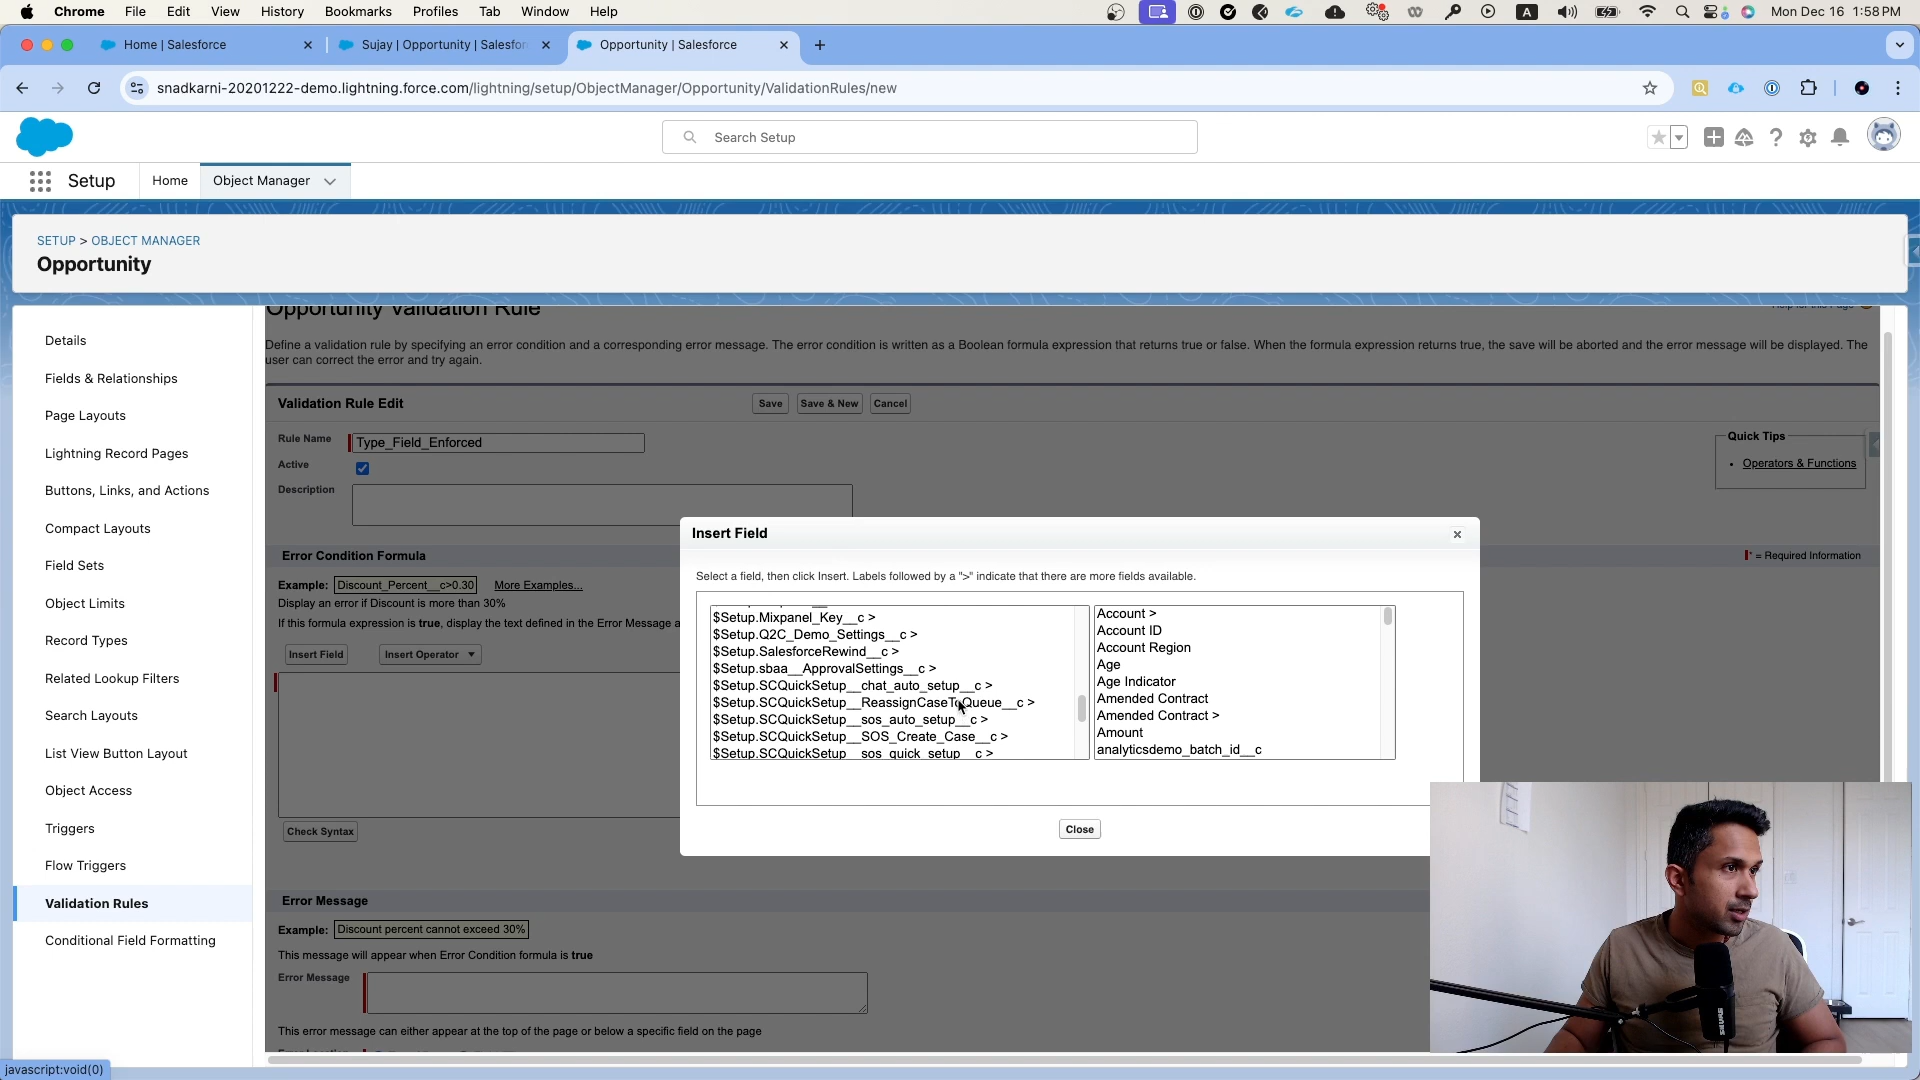 Chrome File Edit View History Bookmarks Profiles Tab Window Help
A Mon Dec 16 1:58 PM
Home | Salesforce
Sujay | Opportunity | Salesfor
Opportunity | Salesforce
snadkarni-20201222-demo.lightning.force.com/lightning/setup/ObjectManager/Opportunity/ValidationRules/new
Search Setup
Setup Home Object Manager
SETUP > OBJECT MANAGER
Opportunity
Details
Fields & Relationships
Page Layouts
Lightning Record Pages
Buttons, Links, and Actions
Compact Layouts
Field Sets
Object Limits
Record Types
Related Lookup Filters
Search Layouts
List View Button Layout
Object Access
Triggers
Flow Triggers
Validation Rules
Conditional Field Formatting
Opportunity Validation Rule
Help for this Page
Define a validation rule by specifying an error condition and a corresponding error message. The error condition is written as a Boolean formula expression that returns true or false. When the formula expression returns true, the save will be aborted and the error message will be displayed. The
user can correct the error and try again.
Validation Rule Edit Save Save & New Cancel
Rule Name Type_Field_Enforced
Active
Description
Quick Tips
• Operators & Functions
Error Condition Formula
= Required Information
Example: Discount_Percent__c>0.30 More Examples...
Display an error if Discount is more than 30%
If this formula expression is true, display the text defined in the Error Message a
Insert Field Insert Operator
Check Syntax
Insert Field
Select a field, then click Insert. Labels followed by a ">" indicate that there are more fields available.
$Setup.Mixpanel_Key__c >
$Setup.Q2C_Demo_Settings__c >
$Setup.SalesforceRewind__c >
$Setup.sbaa__ApprovalSettings__c >
$Setup.SCQuickSetup__chat_auto_setup__c >
$Setup.SCQuickSetup__ReassignCaseToQueue__c >
$Setup.SCQuickSetup__sos_auto_setup__c >
$Setup.SCQuickSetup__SOS_Create_Case__c >
$Setup.SCQuickSetup__sos_quick_setup__c >
Account >
Account ID
Account Region
Age
Age Indicator
Amended Contract
Amended Contract >
Amount
analyticsdemo_batch_id__c
Close
Error Message
Example: Discount percent cannot exceed 30%
This message will appear when Error Condition formula is true
Error Message
This error message can either appear at the top of the page or below a specific field on the page
javascript:void(0)
SHURE